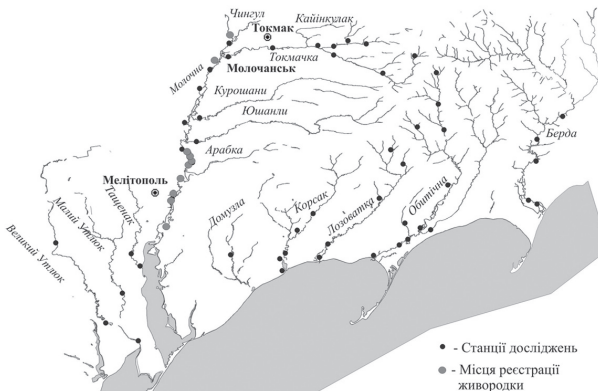 Чингул
Токмак
Кайінкулак
Токмачка
Молочна
Молочанськ
Курошани
Юшанли
Арабка
Берда
Мелітополь
Тащенак
Малий Утлюк
Великий Утлюк
Домузла
Корсак
Лозоватка
Обитічна
- Станції досліджень
- Місця реєстрації
живородки